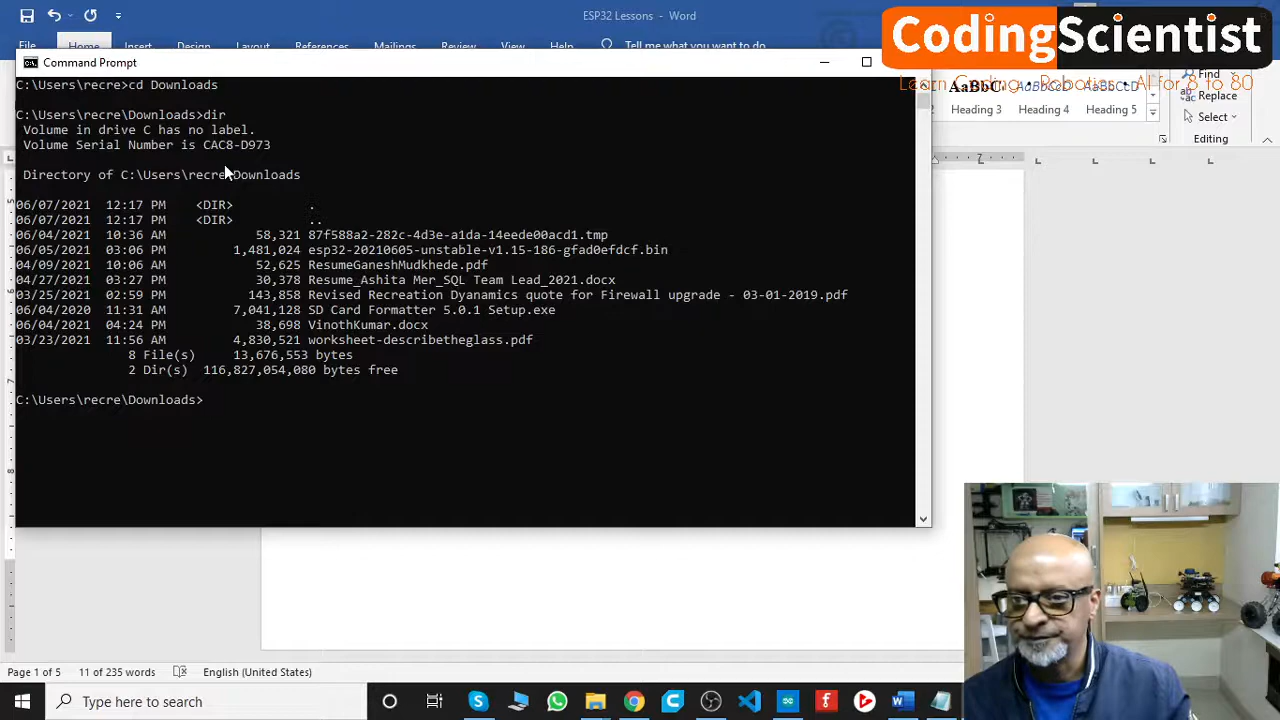 ESP32 Lessons - Word
File Home Insert Design Layout References Mailings Review View Help Tell me what you want to do
CodingScientist
Learn Coding - Robotics - AI for 8 to 80
Command Prompt
AaBbC
Heading 3 Heading 4 Heading 5
Find
Replace
Select
Editing
C:\Users\recre>cd Downloads
C:\Users\recre\Downloads>dir
Volume in drive C has no label.
Volume Serial Number is CAC8-D973
Directory of C:\Users\recre\Downloads
06/07/2021 12:17 PM <DIR> .
06/07/2021 12:17 PM <DIR> ..
06/04/2021 10:36 AM 58,321 87f588a2-282c-4d3e-a1da-14eede00acd1.tmp
06/05/2021 03:06 PM 1,481,024 esp32-20210605-unstable-v1.15-186-gfad0efdcf.bin
04/09/2021 10:06 AM 52,625 ResumeGaneshMudkhede.pdf
04/27/2021 03:27 PM 30,378 Resume_Ashita Mer_SQL Team Lead_2021.docx
03/25/2021 02:59 PM 143,858 Revised Recreation Dyanamics quote for Firewall upgrade - 03-01-2019.pdf
06/04/2020 11:31 AM 7,041,128 SD Card Formatter 5.0.1 Setup.exe
06/04/2021 04:24 PM 38,698 VinothKumar.docx
03/23/2021 11:56 AM 4,830,521 worksheet-describetheglass.pdf
8 File(s) 13,676,553 bytes
2 Dir(s) 116,827,054,080 bytes free
C:\Users\recre\Downloads>
Page 1 of 5 11 of 235 words English (United States)
Type here to search